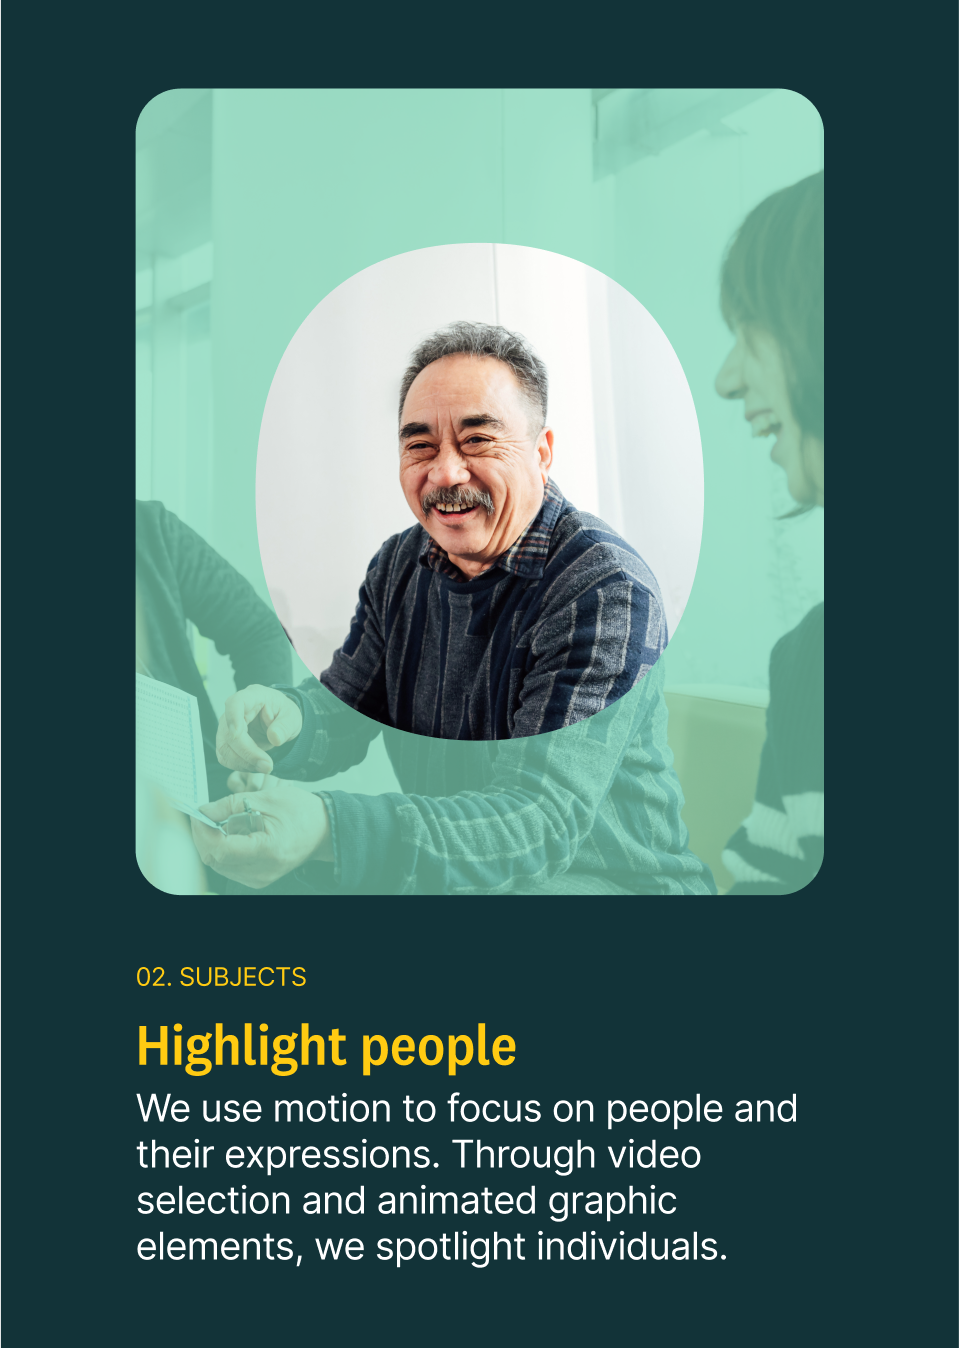 02. SUBJECTS
Highlight people
We use motion to focus on people and
their expressions. Through video
selection and animated graphic
elements, we spotlight individuals.